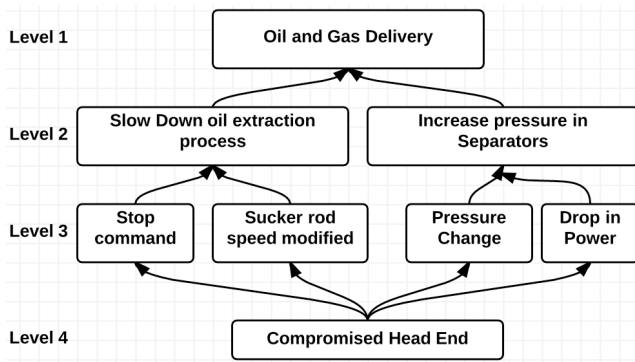 Level 1
Oil and Gas Delivery
Level 2
Slow Down oil extraction
process
Increase pressure in
Separators
Level 3
Stop
command
Sucker rod
speed modified
Pressure
Change
Drop in
Power
Level 4
Compromised Head End